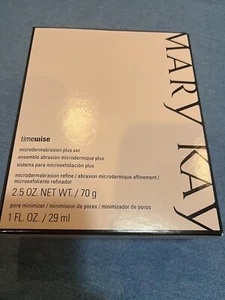 MARY KAY
timewise
microdermabrasion plus set
ensemble abrasion microdermique plus
sistema para microexfoliación plus
microdermabrasion refine / abrasion microdermique affinement /
microexfoliante refinador
2.5 OZ. NET WT. / 70 g
pore minimizer / minimiseur de pores / minimizador de poros
1 FL. OZ. / 29 ml